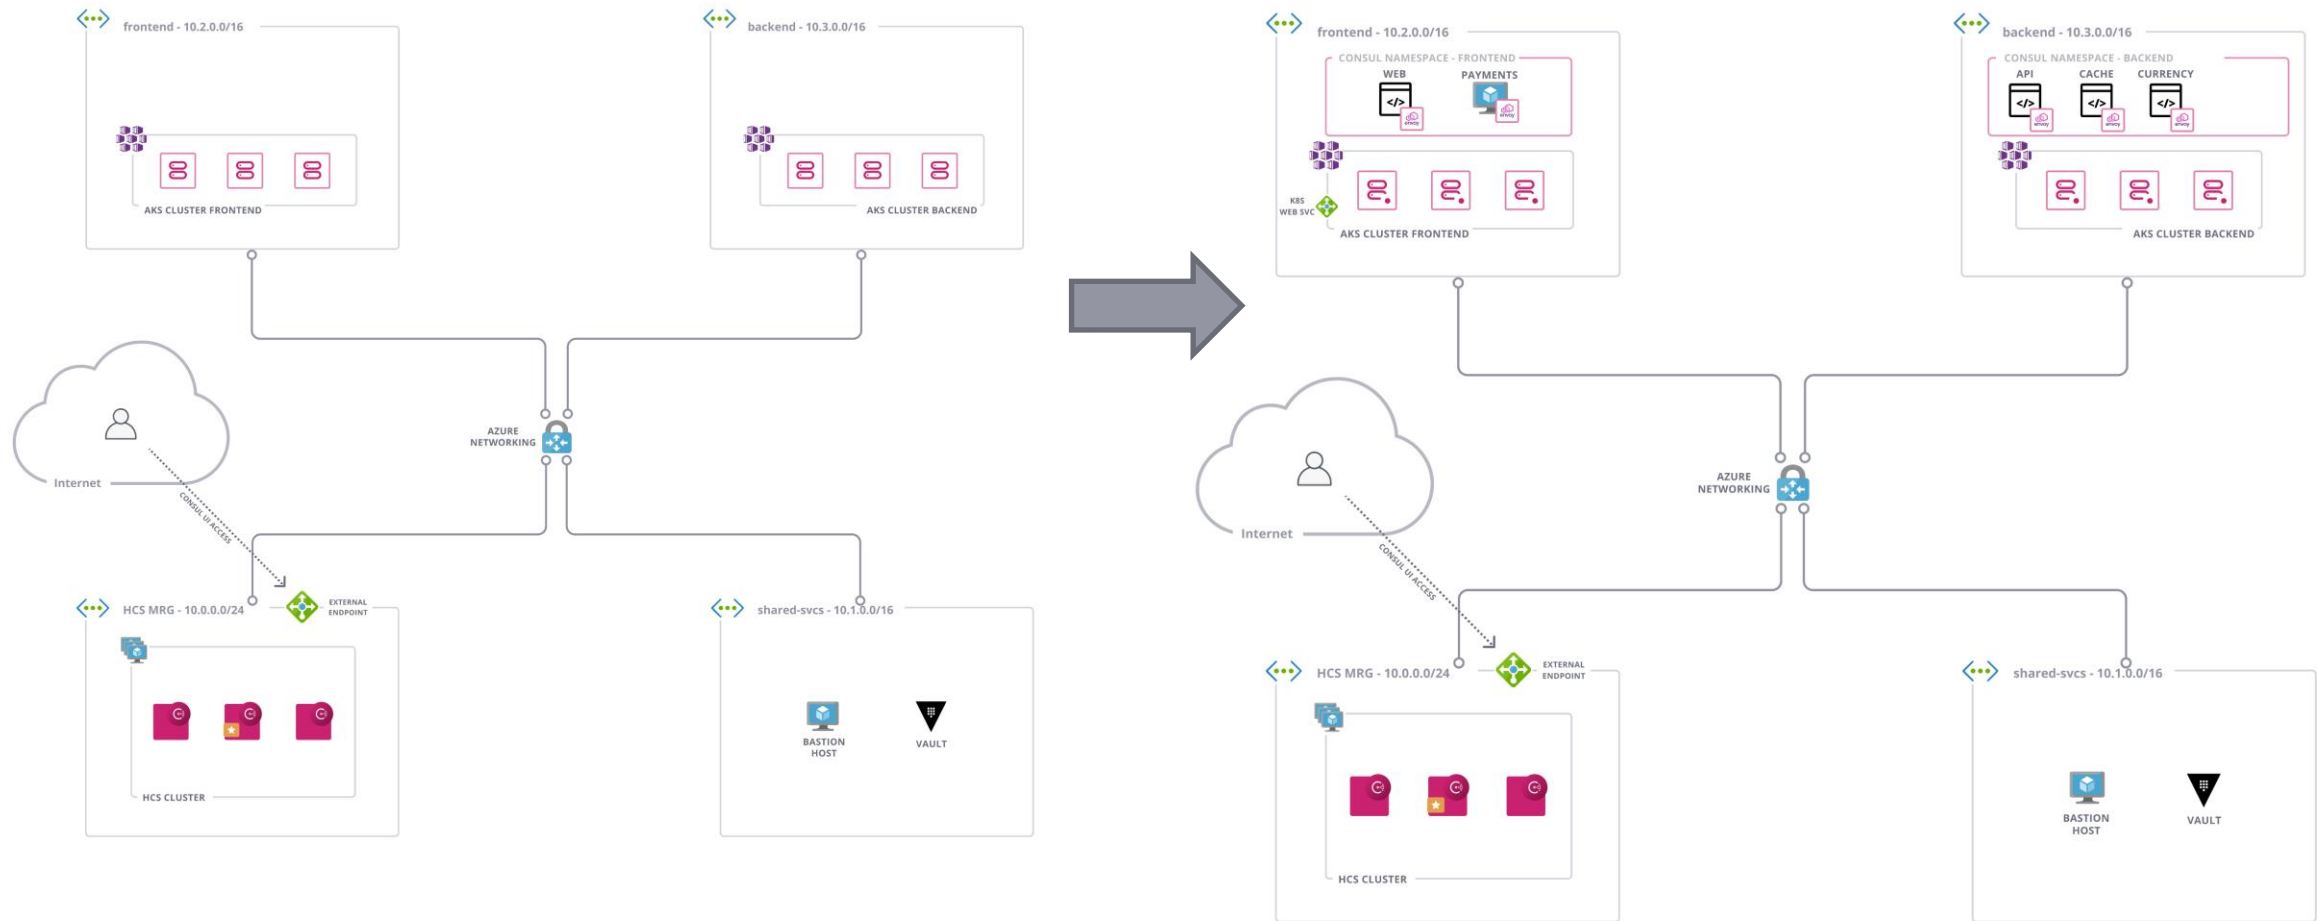 frontend - 10.2.0.0/16
AKS CLUSTER FRONTEND
backend - 10.3.0.0/16
AKS CLUSTER BACKEND
Internet
CONSUL UI ACCESS
AZURE
NETWORKING
HCS MRG - 10.0.0.0/24
EXTERNAL
ENDPOINT
HCS CLUSTER
shared-svcs - 10.1.0.0/16
BASTION
HOST
VAULT
frontend - 10.2.0.0/16
CONSUL NAMESPACE - FRONTEND
WEB
PAYMENTS
envoy
envoy
K8S
WEB SVC
AKS CLUSTER FRONTEND
backend - 10.3.0.0/16
CONSUL NAMESPACE - BACKEND
API
CACHE
CURRENCY
envoy
envoy
envoy
AKS CLUSTER BACKEND
Internet
CONSUL UI ACCESS
AZURE
NETWORKING
HCS MRG - 10.0.0.0/24
EXTERNAL
ENDPOINT
HCS CLUSTER
shared-svcs - 10.1.0.0/16
BASTION
HOST
VAULT